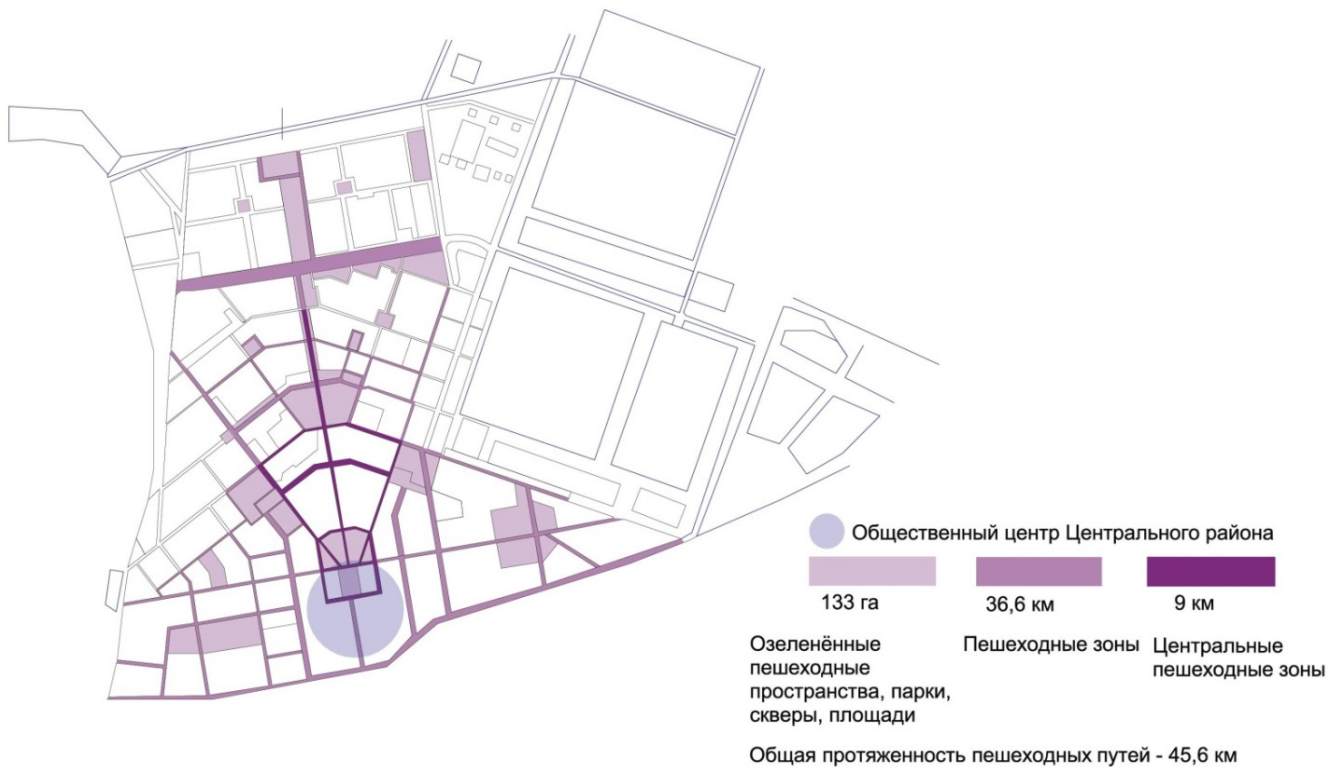 Общественный центр Центрального района
133 га
36,6 км
9 км
Озеленённые
пешеходные
пространства, парки,
скверы, площади
Пешеходные зоны
Центральные
пешеходные зоны
Общая протяженность пешеходных путей - 45,6 км